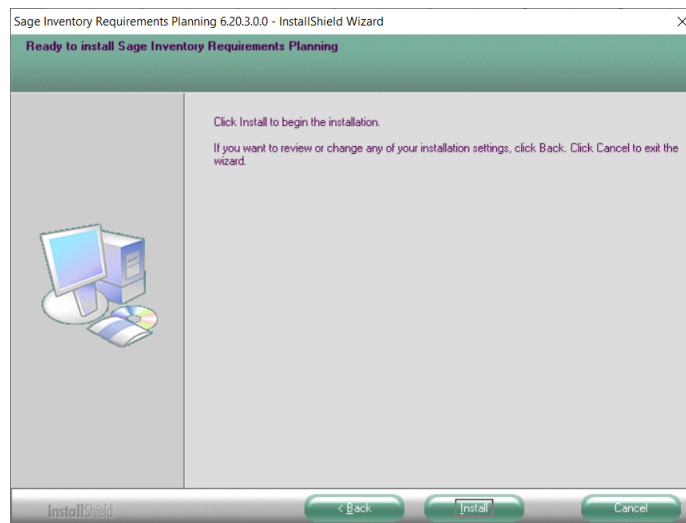 Sage Inventory Requirements Planning 6.20.3.0.0 - InstallShield Wizard
Ready to install Sage Inventory Requirements Planning
Click Install to begin the installation.
If you want to review or change any of your installation settings, click Back. Click Cancel to exit the
wizard.
InstallShield
< Back
Install
Cancel